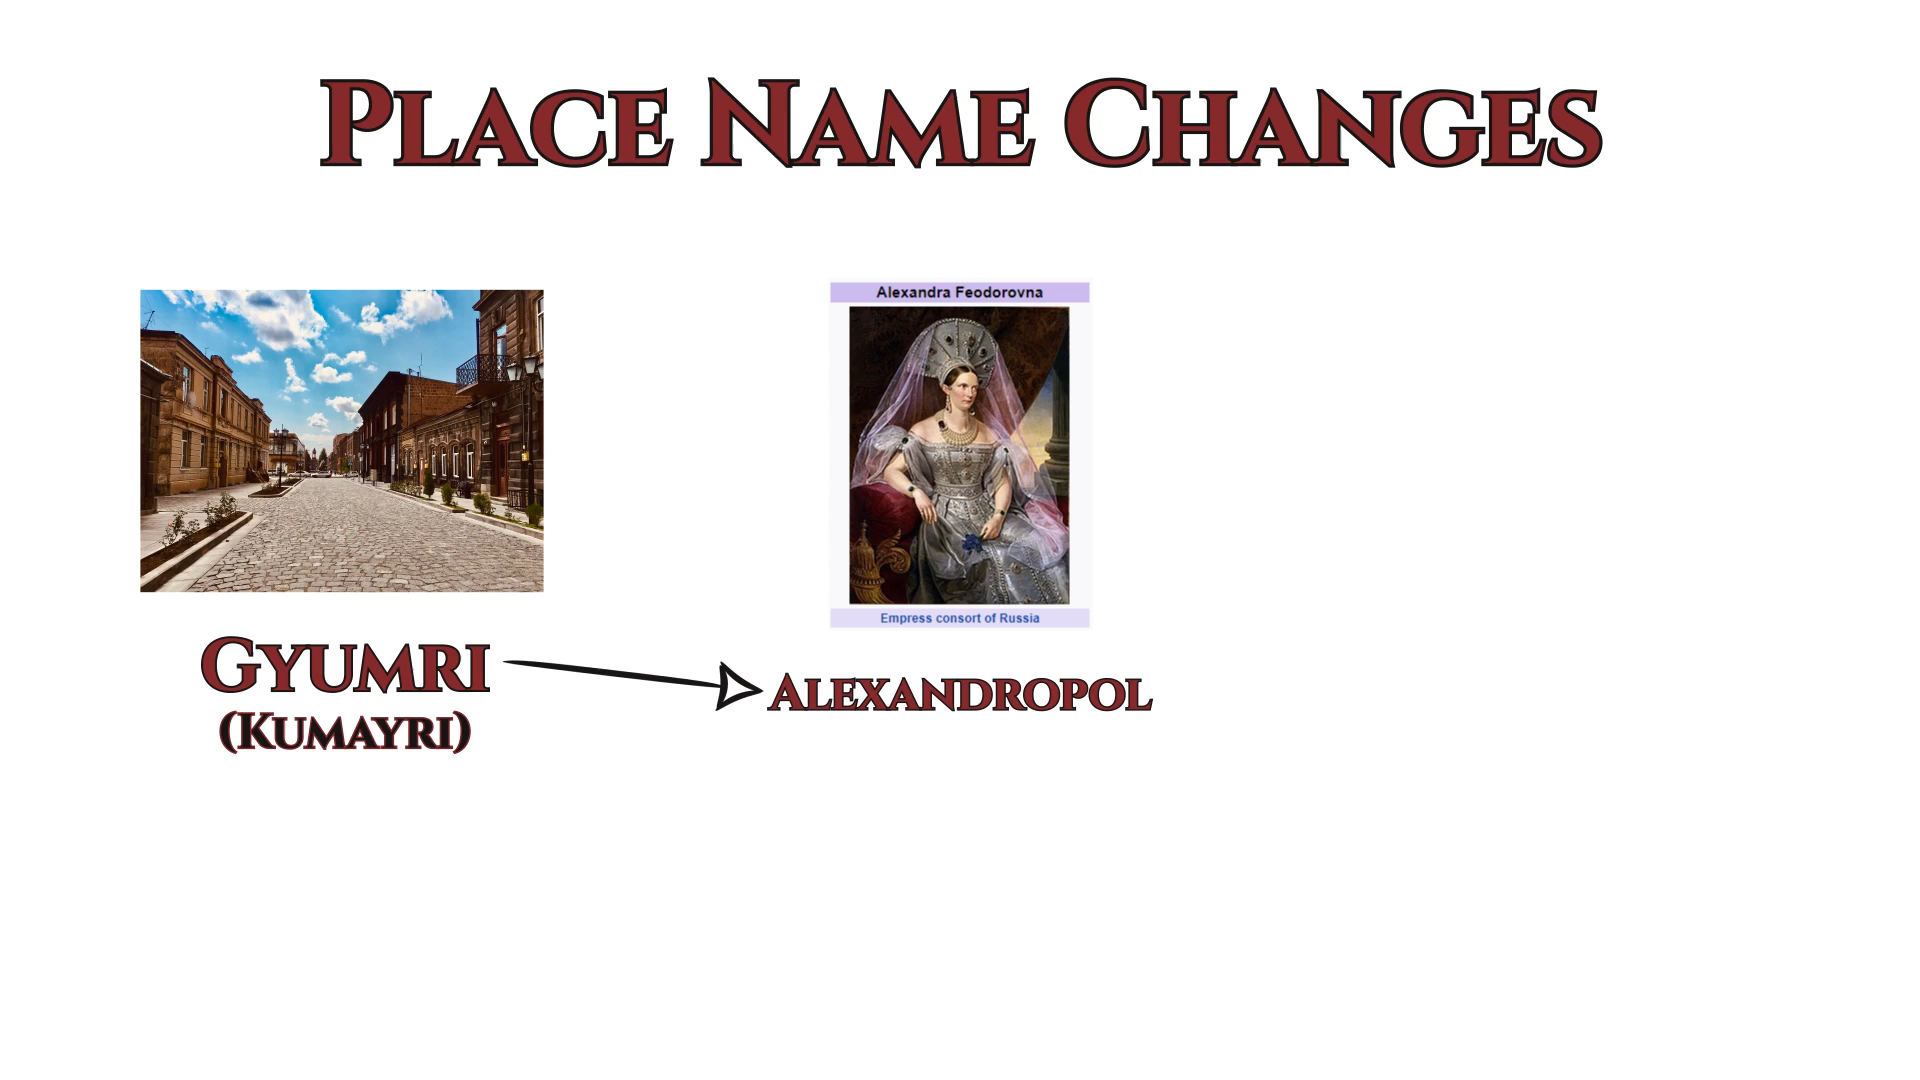 Place Name Changes
Alexandra Feodorovna
Empress consort of Russia
Gyumri
(Kumayri)
Alexandropol